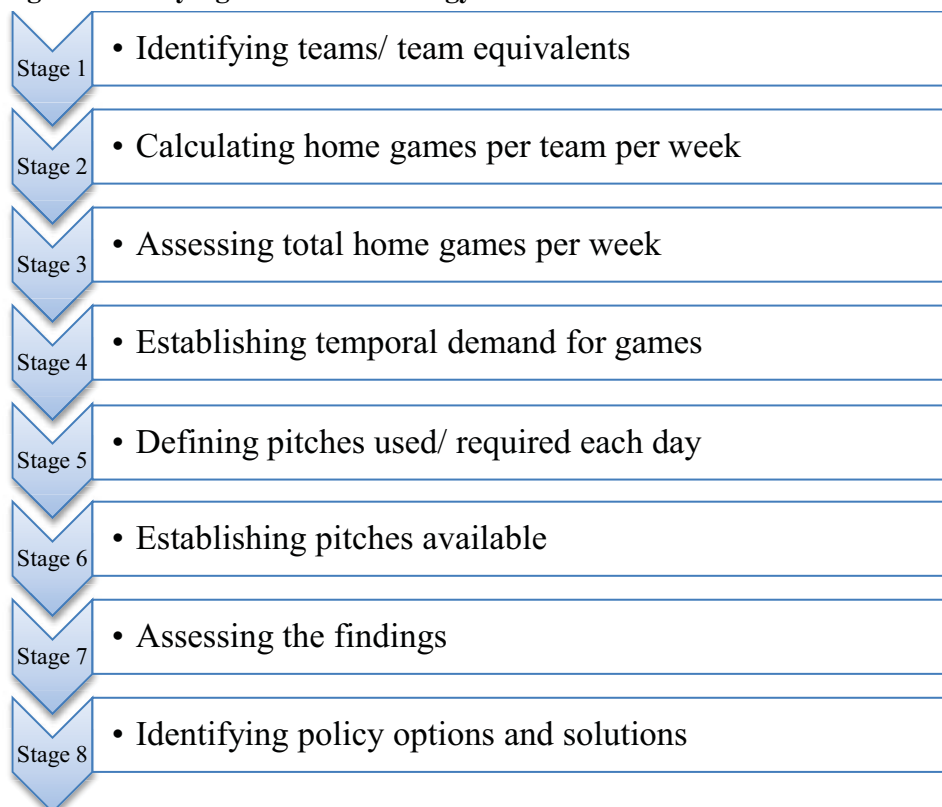 Stage 1
• Identifying teams/ team equivalents
Stage 2
• Calculating home games per team per week
Stage 3
• Assessing total home games per week
Stage 4
• Establishing temporal demand for games
Stage 5
• Defining pitches used/ required each day
Stage 6
• Establishing pitches available
Stage 7
• Assessing the findings
Stage 8
• Identifying policy options and solutions